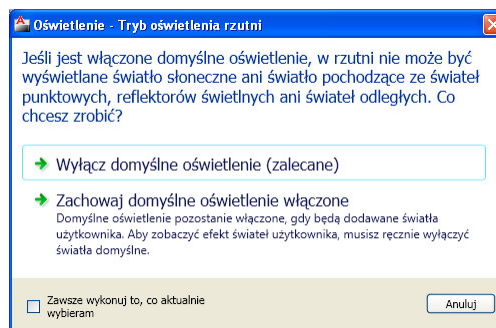 Oświetlenie - Tryb oświetlenia rzutni
Jeśli jest włączone domyślne oświetlenie, w rzutni nie może być
wyświetlane światło słoneczne ani światło pochodzące ze świateł
punktowych, reflektorów świetlnych ani świateł odległych. Co
chcesz zrobić?
Wyłącz domyślne oświetlenie (zalecane)
Zachowaj domyślne oświetlenie włączone
Domyślne oświetlenie pozostanie włączone, gdy będą dodawane światła
użytkownika. Aby zobaczyć efekt świateł użytkownika, musisz ręcznie wyłączyć
światła domyślne.
Zawsze wykonuj to, co aktualnie
wybieram
Anuluj